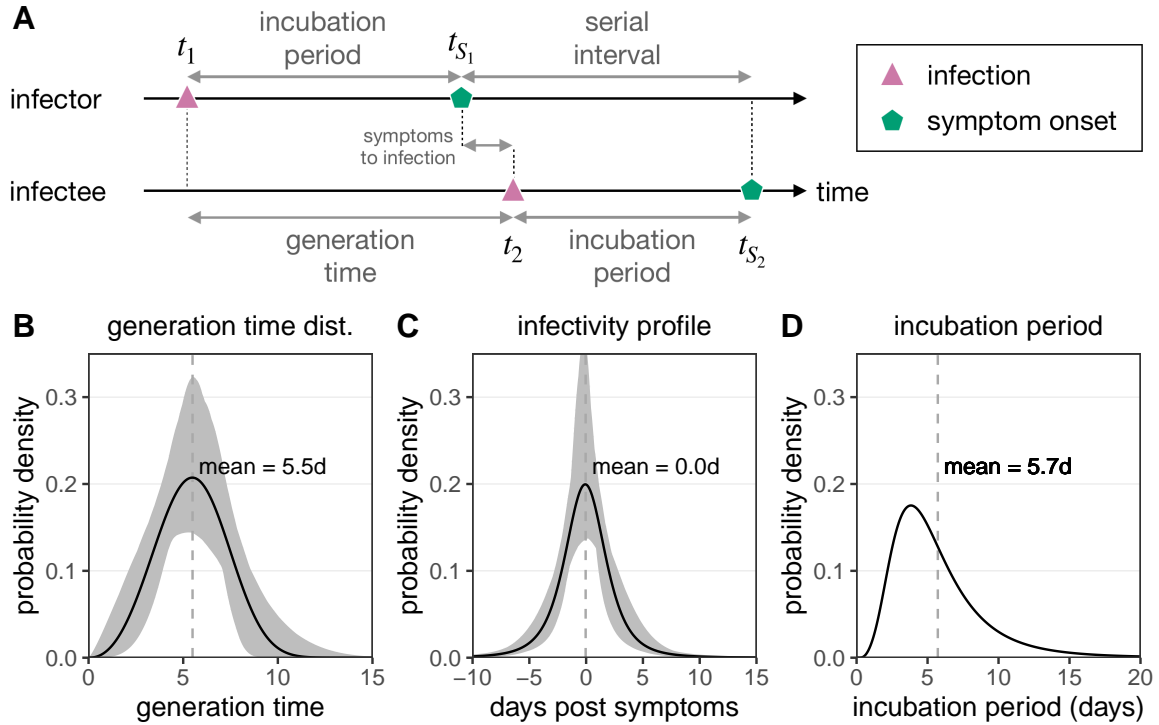 A
incubation
period
serial
interval
t1
tS1
infector
infection
symptom onset
symptoms
to infection
infectee
time
generation
time
t2
incubation
period
tS2
B
generation time dist.
probability density
0.3
0.2
0.1
0.0
mean = 5.5d
0
5
10
15
generation time
C
infectivity profile
probability density
0.3
0.2
0.1
0.0
mean = 0.0d
−10
−5
0
5
10
15
days post symptoms
D
incubation period
probability density
0.3
0.2
0.1
0.0
mean = 5.7d
0
5
10
15
20
incubation period (days)